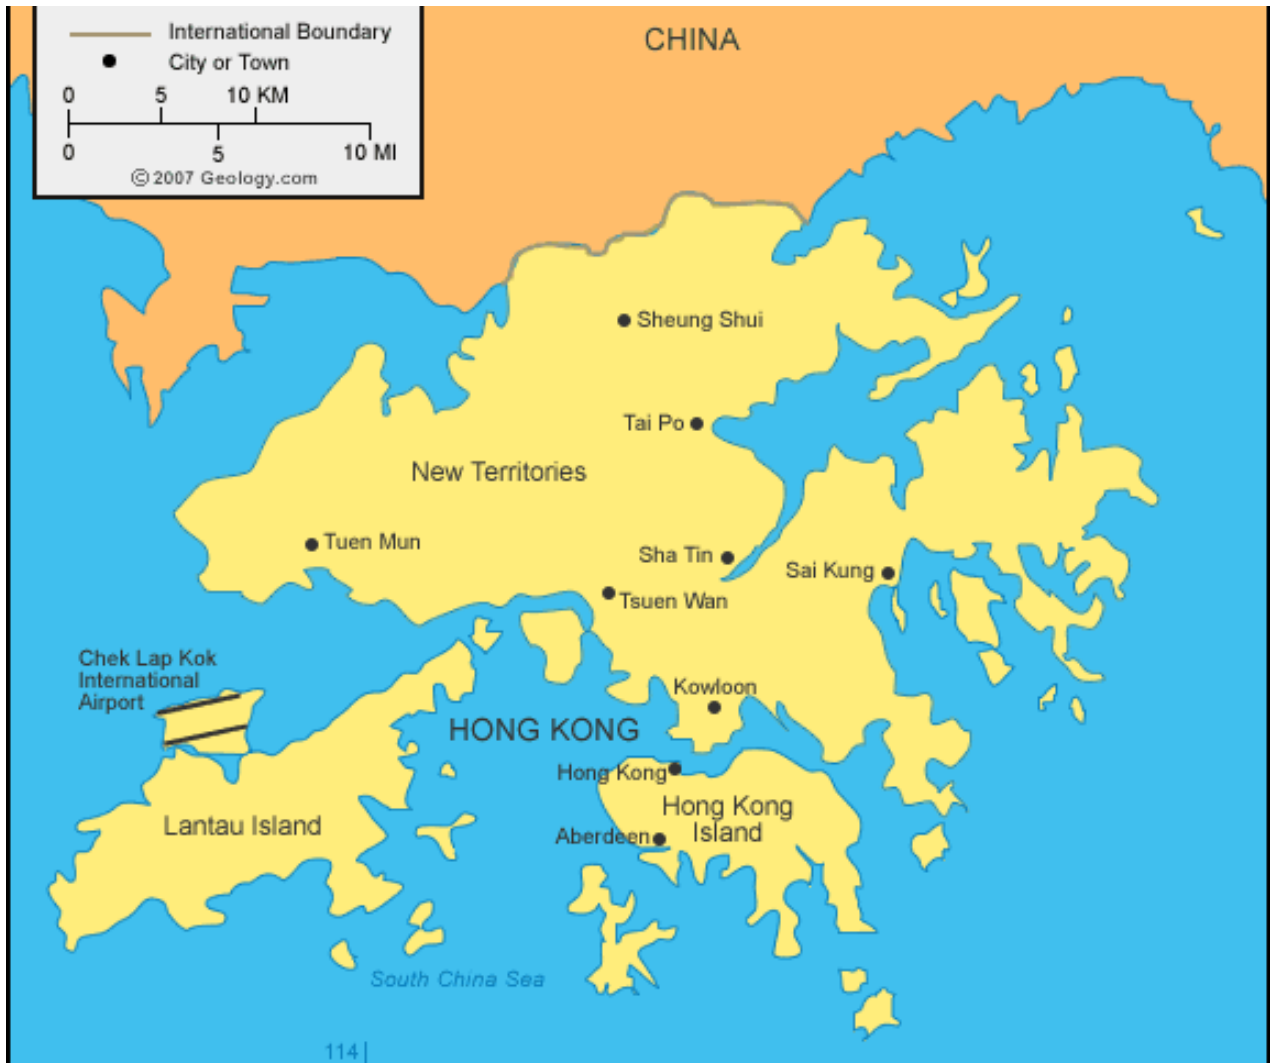 International Boundary
City or Town
0 5 10 KM
0 5 10 MI
© 2007 Geology.com
CHINA
Sheung Shui
Tai Po
New Territories
Tuen Mun
Sha Tin
Sai Kung
Tsuen Wan
Chek Lap Kok
International
Airport
Kowloon
HONG KONG
Hong Kong
Hong Kong
Island
Lantau Island
Aberdeen
South China Sea
114